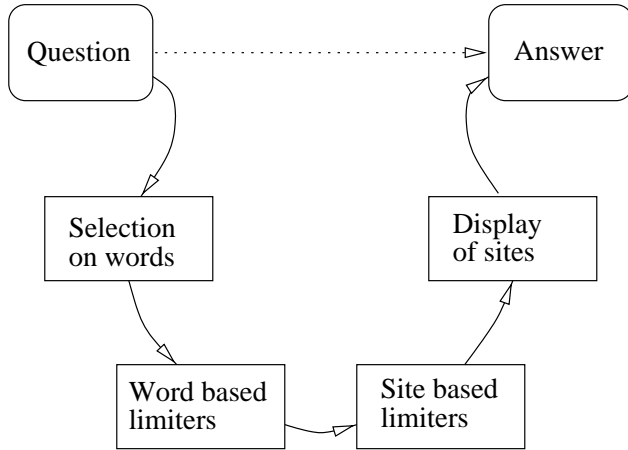 Question
Answer
Selection
on words
Display
of sites
Word based
limiters
Site based
limiters